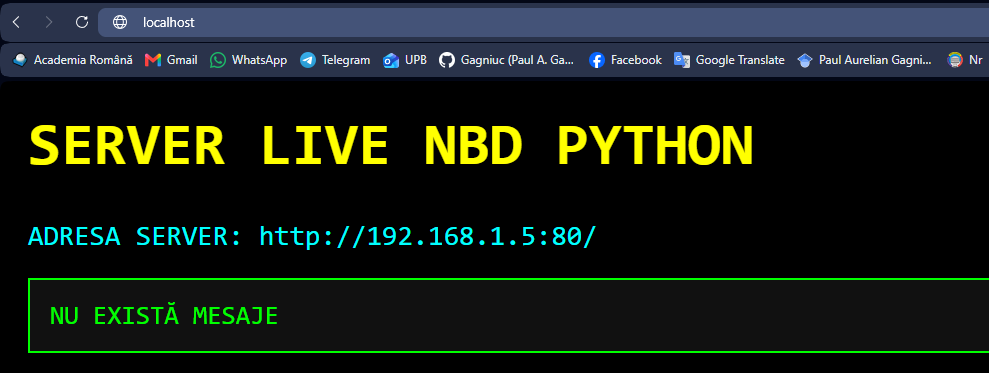 localhost
Academia Română Gmail WhatsApp Telegram UPB Gagniuc (Paul A. Ga... Facebook Google Translate Paul Aurelian Gagni... Nr
SERVER LIVE NBD PYTHON
ADRESA SERVER: http://192.168.1.5:80/
NU EXISTĂ MESAJE